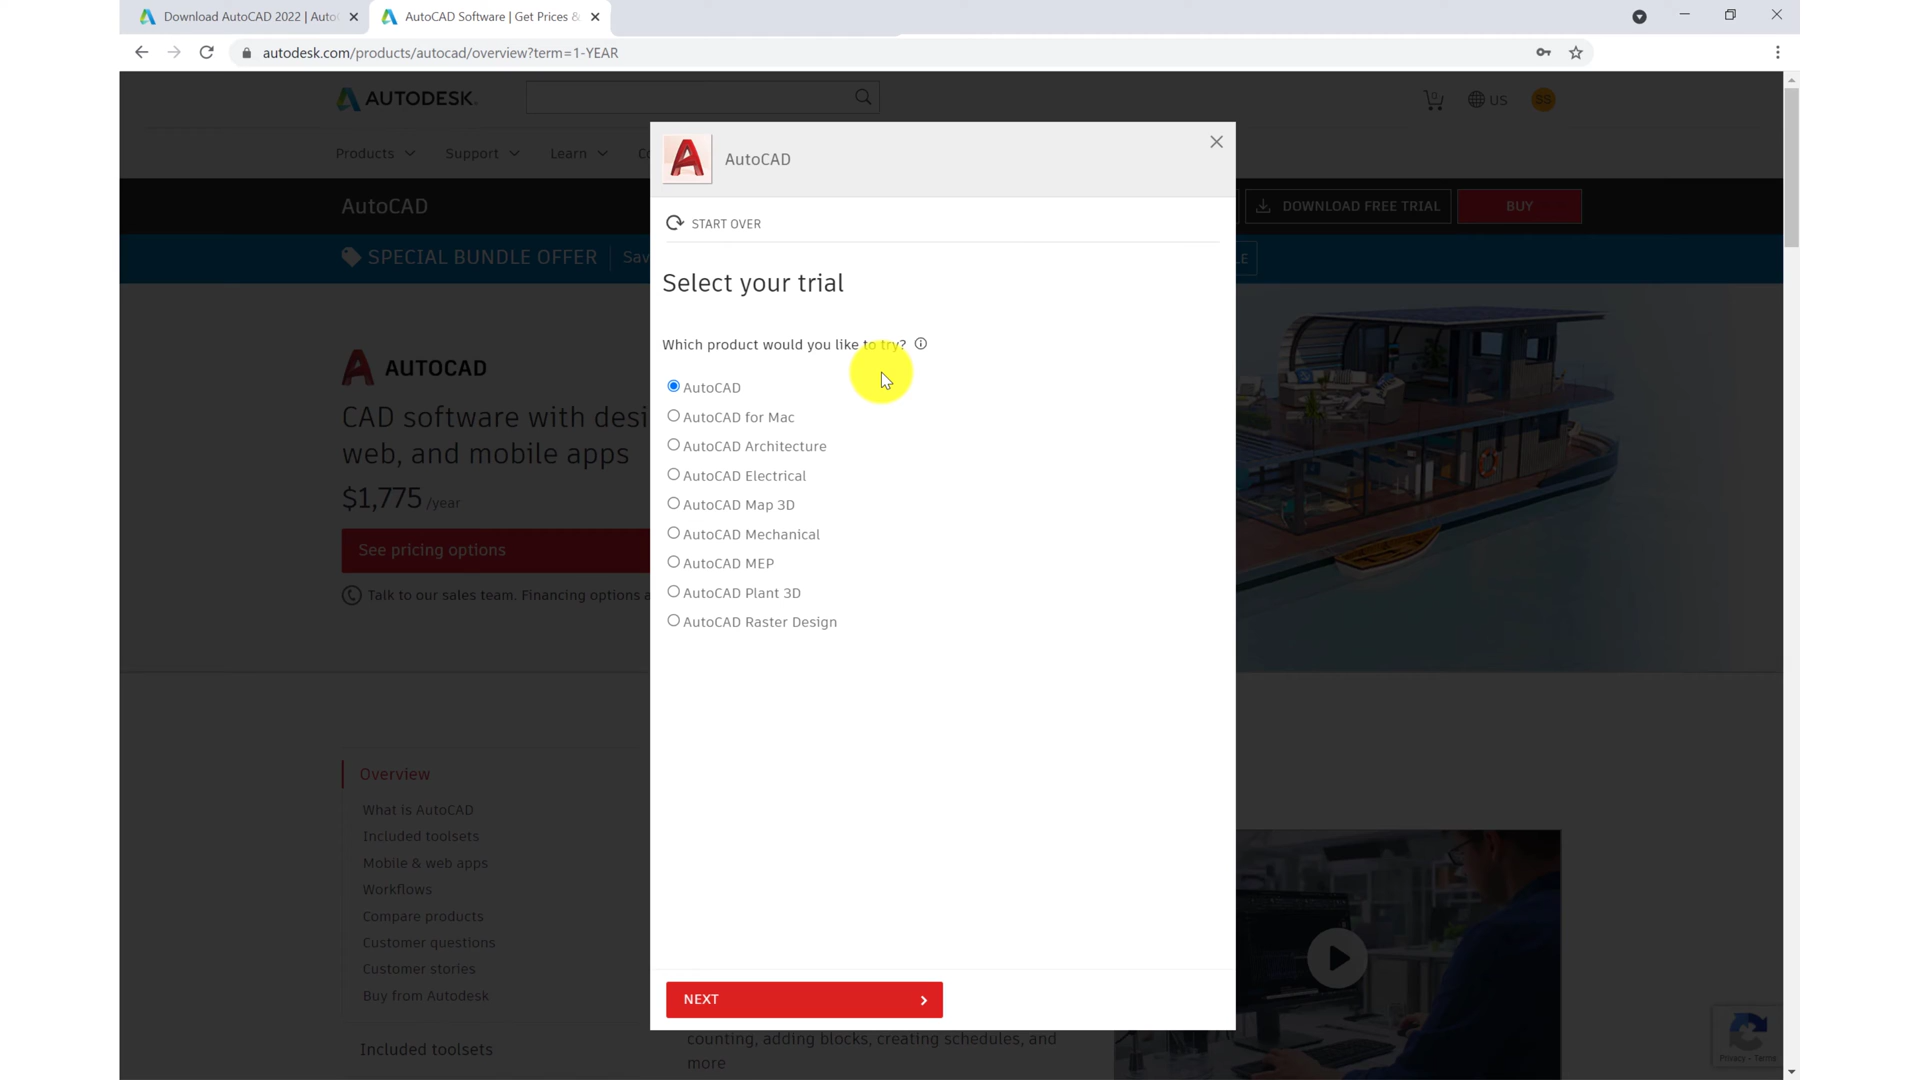 Download AutoCAD 2022 | Auto
AutoCAD Software | Get Prices &
autodesk.com/products/autocad/overview?term=1-YEAR
AUTODESK
0
US
SS
Products
Support
Learn
AutoCAD
DOWNLOAD FREE TRIAL
BUY
SPECIAL BUNDLE OFFER
AUTOCAD
CAD software with
web, and mobile apps
$1,775 /year
See pricing options
Talk to our sales team. Financing options
Overview
What is AutoCAD
Included toolsets
Mobile & web apps
Workflows
Compare products
Customer questions
Customer stories
Buy from Autodesk
Included toolsets
AutoCAD
START OVER
Select your trial
Which product would you like to try?
AutoCAD
AutoCAD for Mac
AutoCAD Architecture
AutoCAD Electrical
AutoCAD Map 3D
AutoCAD Mechanical
AutoCAD MEP
AutoCAD Plant 3D
AutoCAD Raster Design
NEXT
counting, adding blocks, creating schedules, and
more
Privacy - Terms